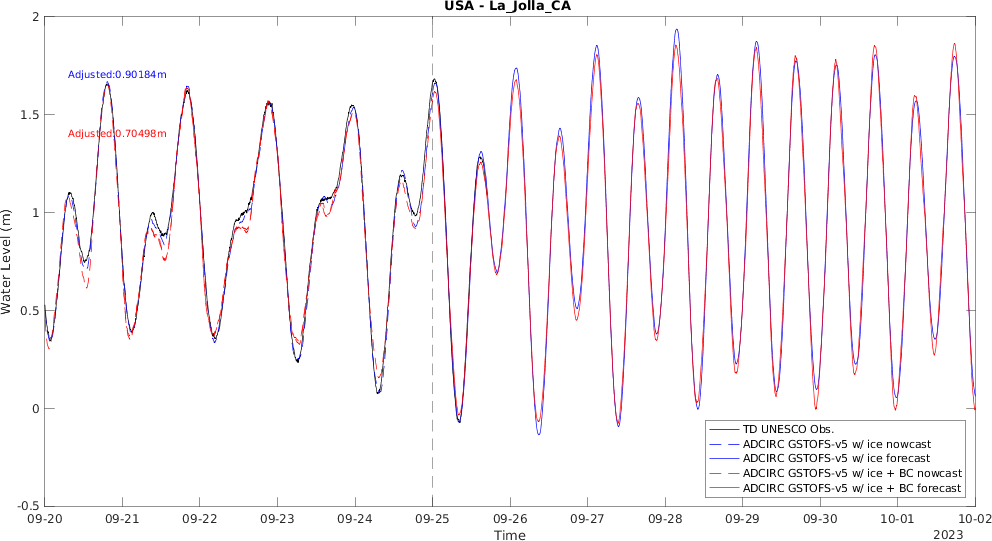 USA - La_Jolla_CA
2
Adjusted:0.90184m
1.5
Adjusted:0.70498m
1
Water Level (m)
0.5
0
TD UNESCO Obs.
ADCIRC GSTOFS-v5 w/ ice nowcast
ADCIRC GSTOFS-v5 w/ ice forecast
ADCIRC GSTOFS-v5 w/ ice + BC nowcast
ADCIRC GSTOFS-v5 w/ ice + BC forecast
-0.5
09-20 09-21 09-22 09-23 09-24 09-25 09-26 09-27 09-28 09-29 09-30 10-01 10-02
Time 2023